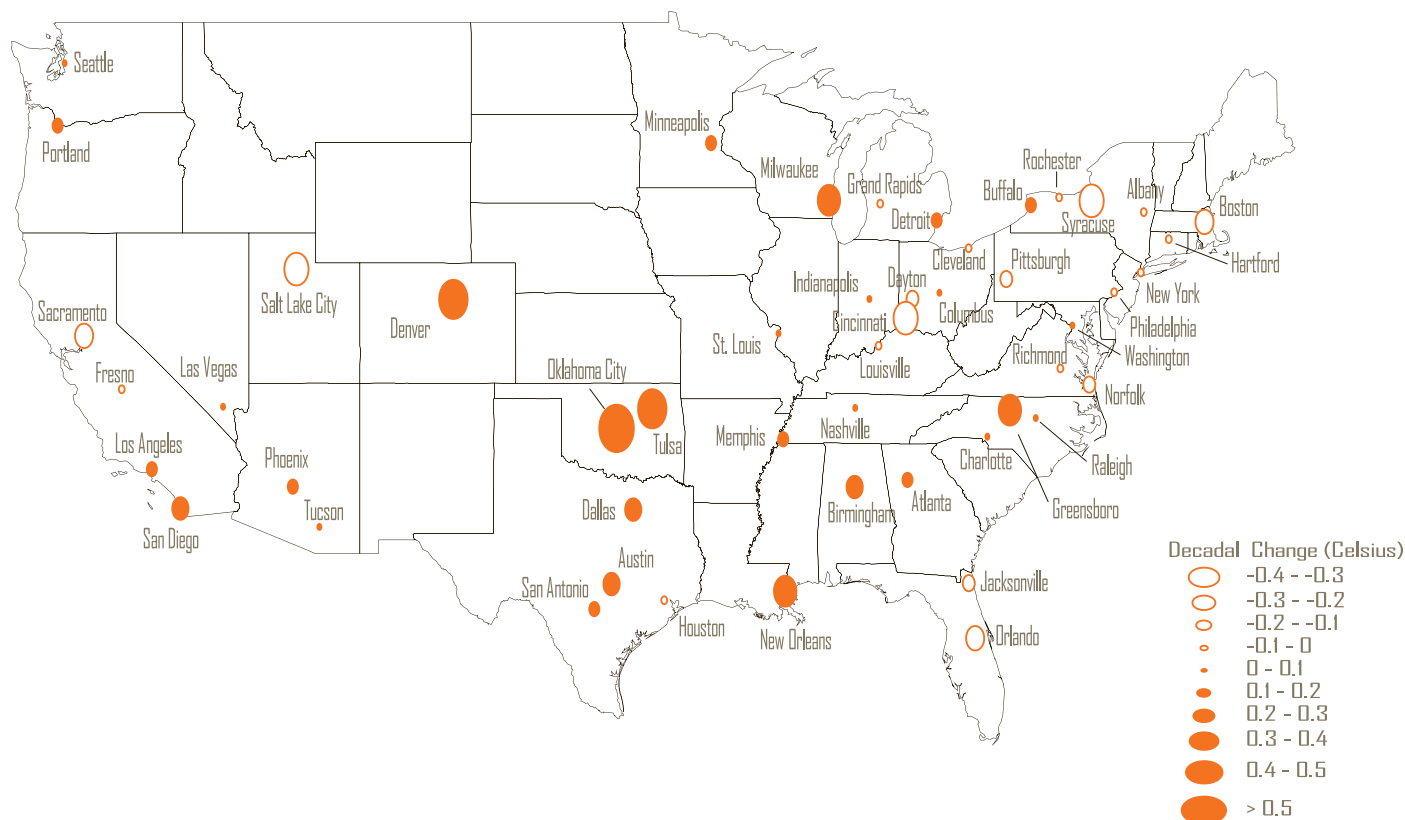 Seattle
Portland
Minneapolis
Milwaukee
Grand Rapids
Detroit
Buffalo
Rochester
Syracuse
Albany
Boston
Hartford
Cleveland
Pittsburgh
New York
Philadelphia
Washington
Indianapolis
Dayton
Columbus
Cincinnati
Louisville
Richmond
Norfolk
Salt Lake City
Denver
Sacramento
Fresno
Las Vegas
St. Louis
Oklahoma City
Tulsa
Memphis
Nashville
Charlotte
Raleigh
Greensboro
Los Angeles
San Diego
Phoenix
Tucson
Dallas
Austin
San Antonio
Houston
New Orleans
Birmingham
Atlanta
Jacksonville
Orlando
Decadal Change (Celsius)
-0.4 - -0.3
-0.3 - -0.2
-0.2 - -0.1
-0.1 - 0
0 - 0.1
0.1 - 0.2
0.2 - 0.3
0.3 - 0.4
0.4 - 0.5
> 0.5